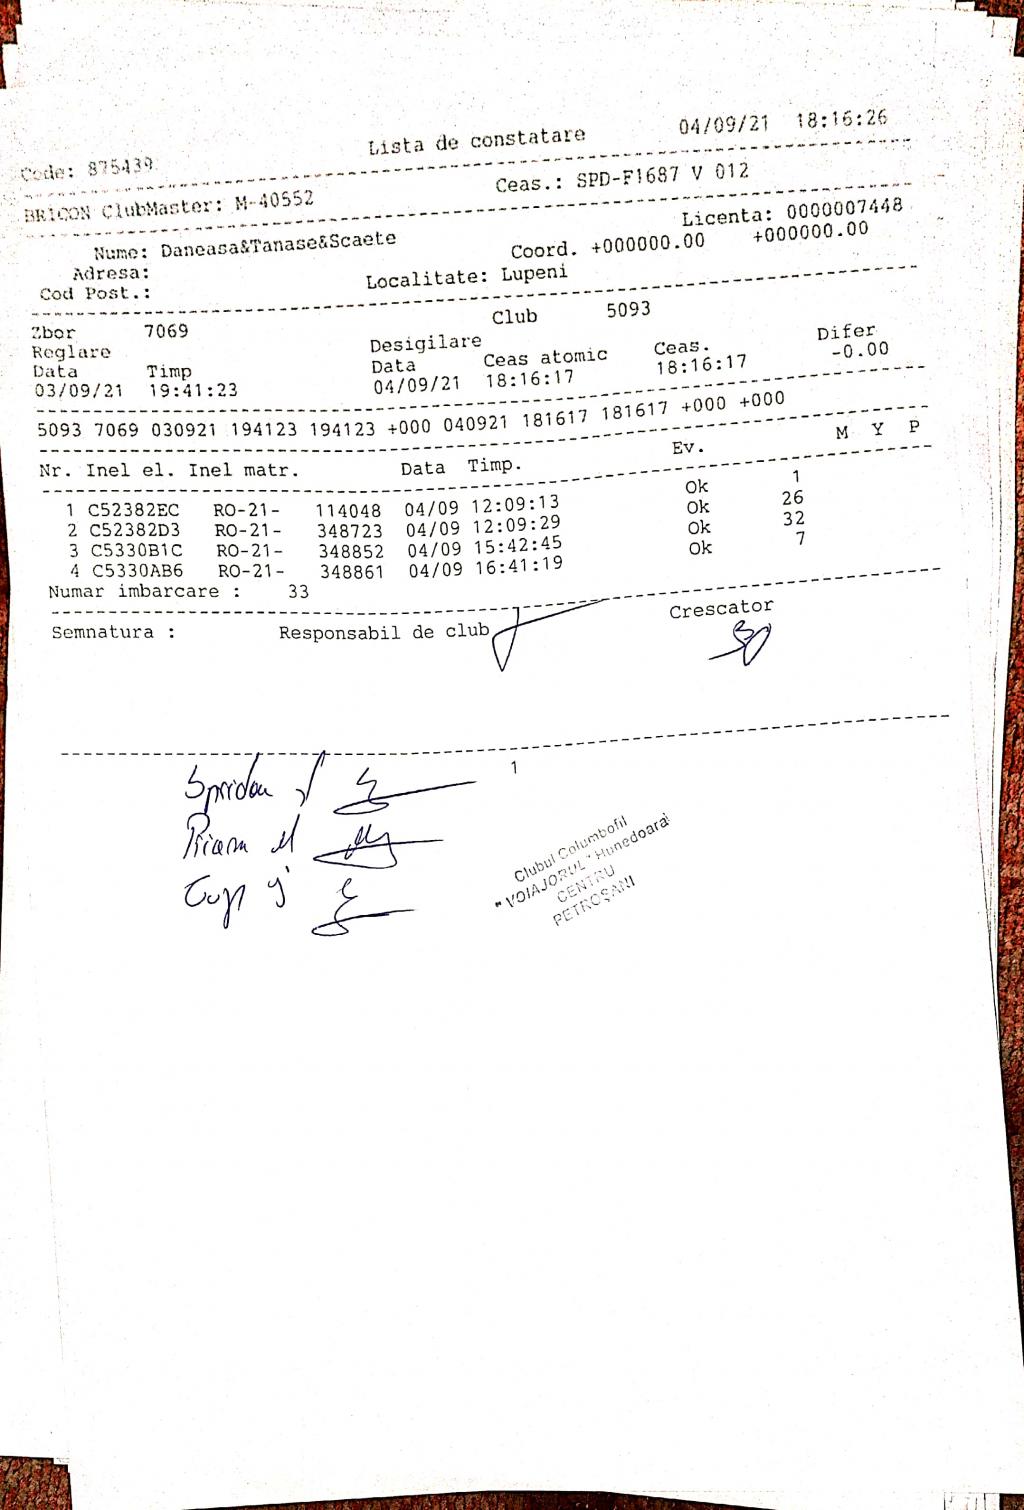 Lista de constatare 04/09/21 18:16:26
Code: 875439
BRICON ClubMaster: M-40552 Ceas.: SPD-F1687 V 012
Licenta: 0000007448
Nume: Daneasa&Tanase&Scaete Coord. +000000.00 +000000.00
Adresa:
Cod Post.: Localitate: Lupeni
Zbor 7069 Club 5093
Reglare Desigilare
Data Timp Data Ceas atomic Ceas. Difer
03/09/21 19:41:23 04/09/21 18:16:17 18:16:17 -0.00
5093 7069 030921 194123 194123 +000 040921 181617 181617 +000 +000
Nr. Inel el. Inel matr. Data Timp. Ev. M Y P
1 C52382EC RO-21- 114048 04/09 12:09:13 Ok 1
2 C52382D3 RO-21- 348723 04/09 12:09:29 Ok 26
3 C5330B1C RO-21- 348852 04/09 15:42:45 Ok 32
4 C5330AB6 RO-21- 348861 04/09 16:41:19 Ok 7
Numar imbarcare : 33
Semnatura : Responsabil de club Crescator
1
Clubul Columbofil
"VOIAJORUL" Hunedoara
CENTRU
PETROŞANI